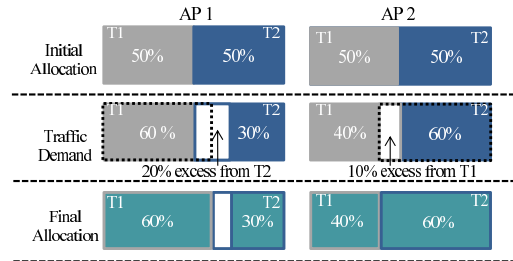 AP 1 AP 2
Initial Allocation
T1 50% 50% T2
T1 50% 50% T2
Traffic Demand
T1 60 % 30% T2
T1 40% 60% T2
20% excess from T2 10% excess from T1
Final Allocation
T1 60% 30% T2
T1 40% 60% T2